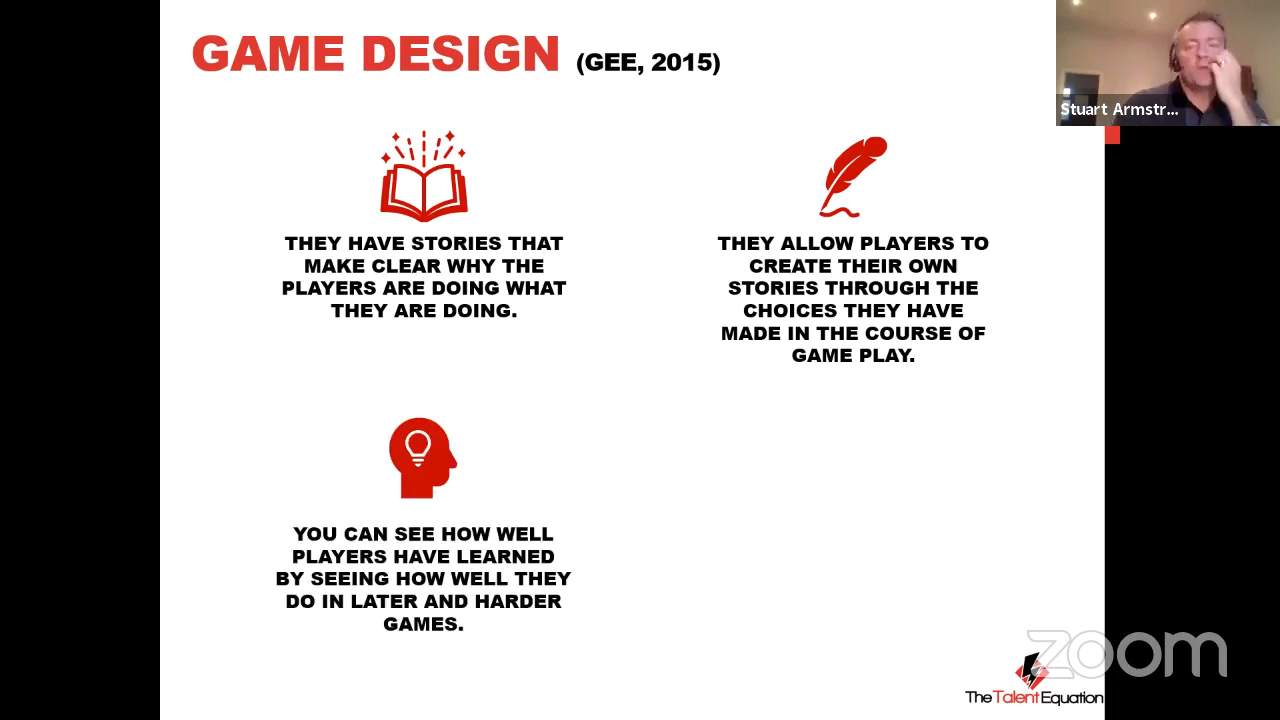 GAME DESIGN (GEE, 2015)
Stuart Armstr...
THEY HAVE STORIES THAT
MAKE CLEAR WHY THE
PLAYERS ARE DOING WHAT
THEY ARE DOING.
THEY ALLOW PLAYERS TO
CREATE THEIR OWN
STORIES THROUGH THE
CHOICES THEY HAVE
MADE IN THE COURSE OF
GAME PLAY.
YOU CAN SEE HOW WELL
PLAYERS HAVE LEARNED
BY SEEING HOW WELL THEY
DO IN LATER AND HARDER
GAMES.
zoom
The Talent Equation